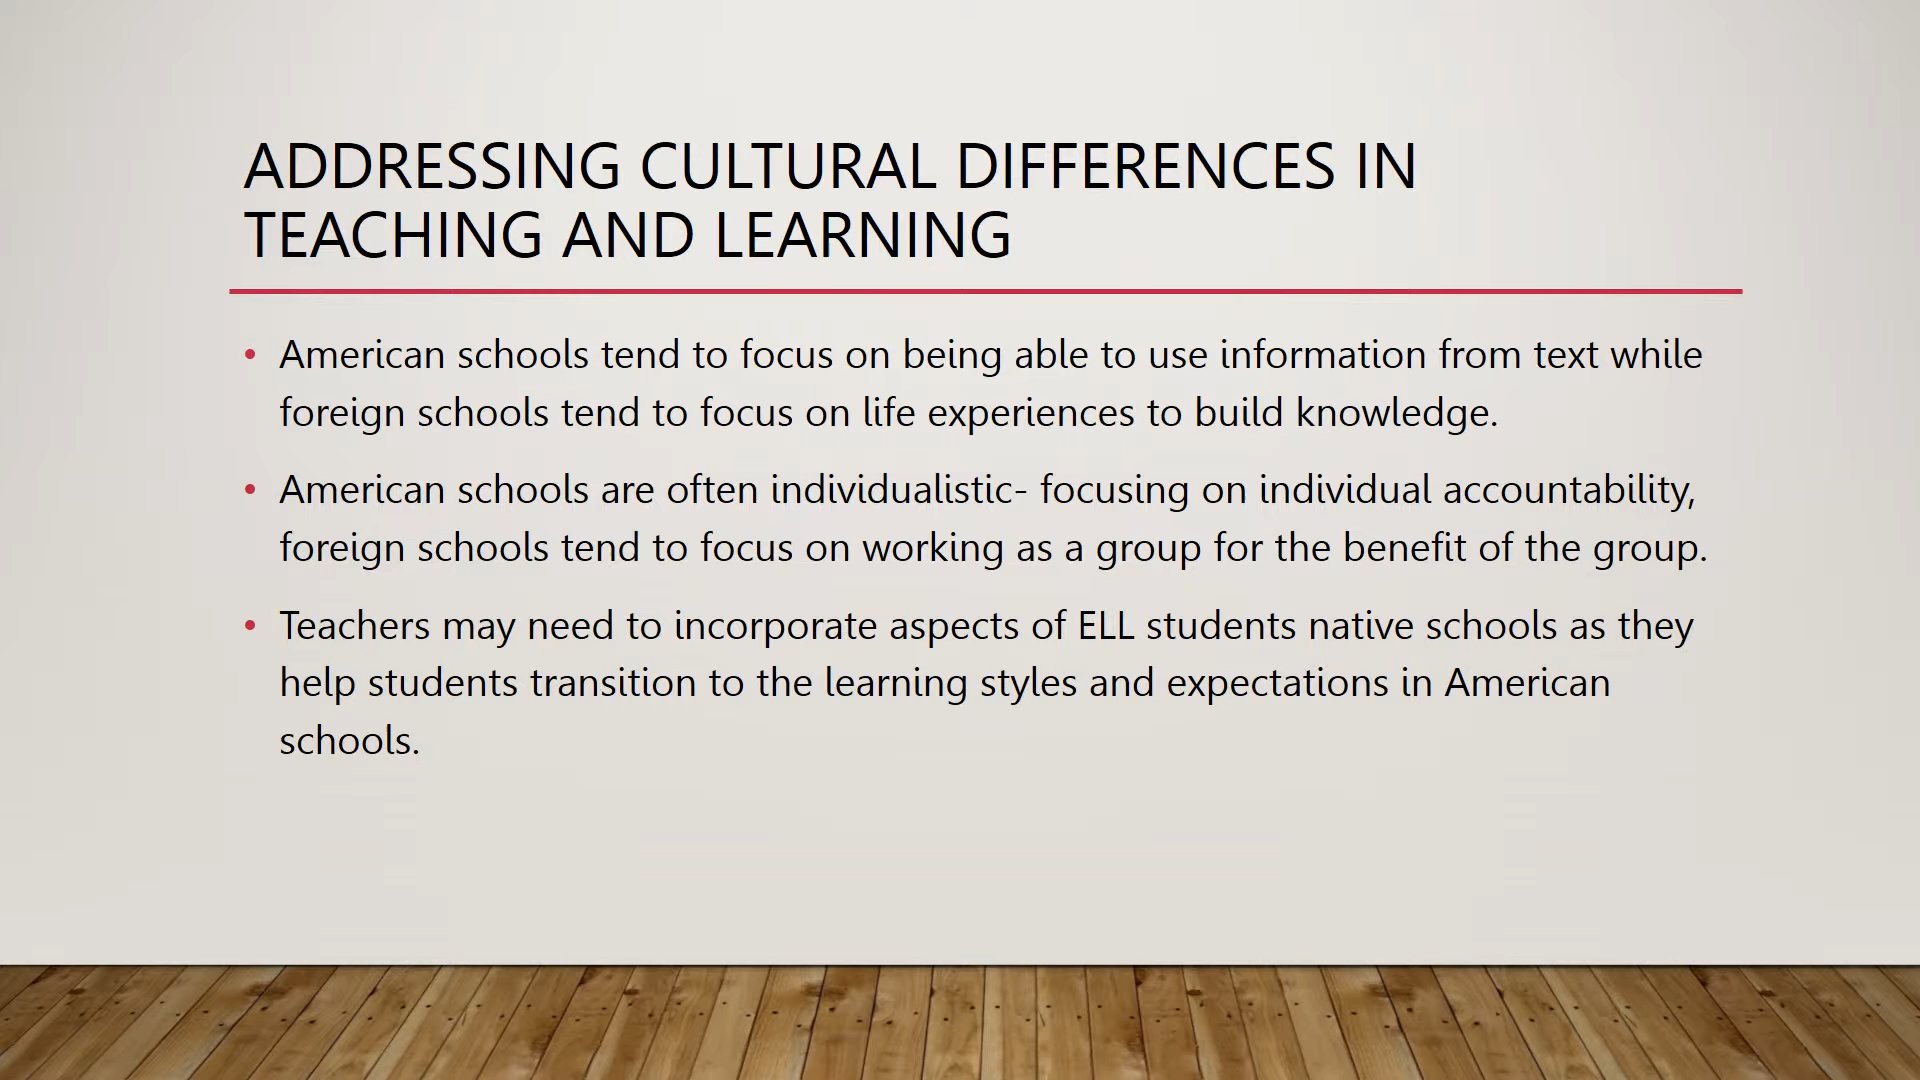 ADDRESSING CULTURAL DIFFERENCES IN
TEACHING AND LEARNING
• American schools tend to focus on being able to use information from text while
foreign schools tend to focus on life experiences to build knowledge.
• American schools are often individualistic- focusing on individual accountability,
foreign schools tend to focus on working as a group for the benefit of the group.
• Teachers may need to incorporate aspects of ELL students native schools as they
help students transition to the learning styles and expectations in American
schools.